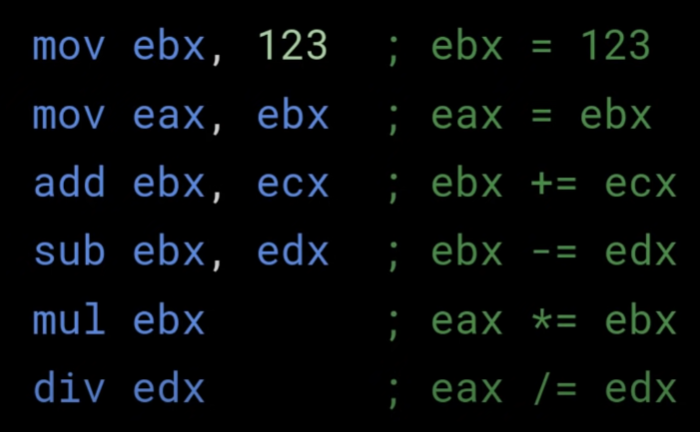 mov ebx, 123 ; ebx = 123
mov eax, ebx ; eax = ebx
add ebx, ecx ; ebx += ecx
sub ebx, edx ; ebx -= edx
mul ebx ; eax *= ebx
div edx ; eax /= edx